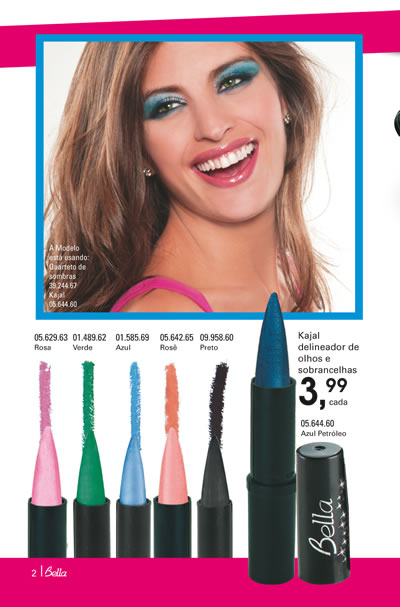 A Modelo
está usando:
Quarteto de
sombras
39.244.67
Kajal
05.644.60
05.629.63
Rosa
01.489.62
Verde
01.585.69
Azul
05.642.65
Rosê
09.958.60
Preto
Kajal
delineador de
olhos e
sobrancelhas
3,99
cada
05.644.60
Azul Petróleo
Bella
2 | Bella